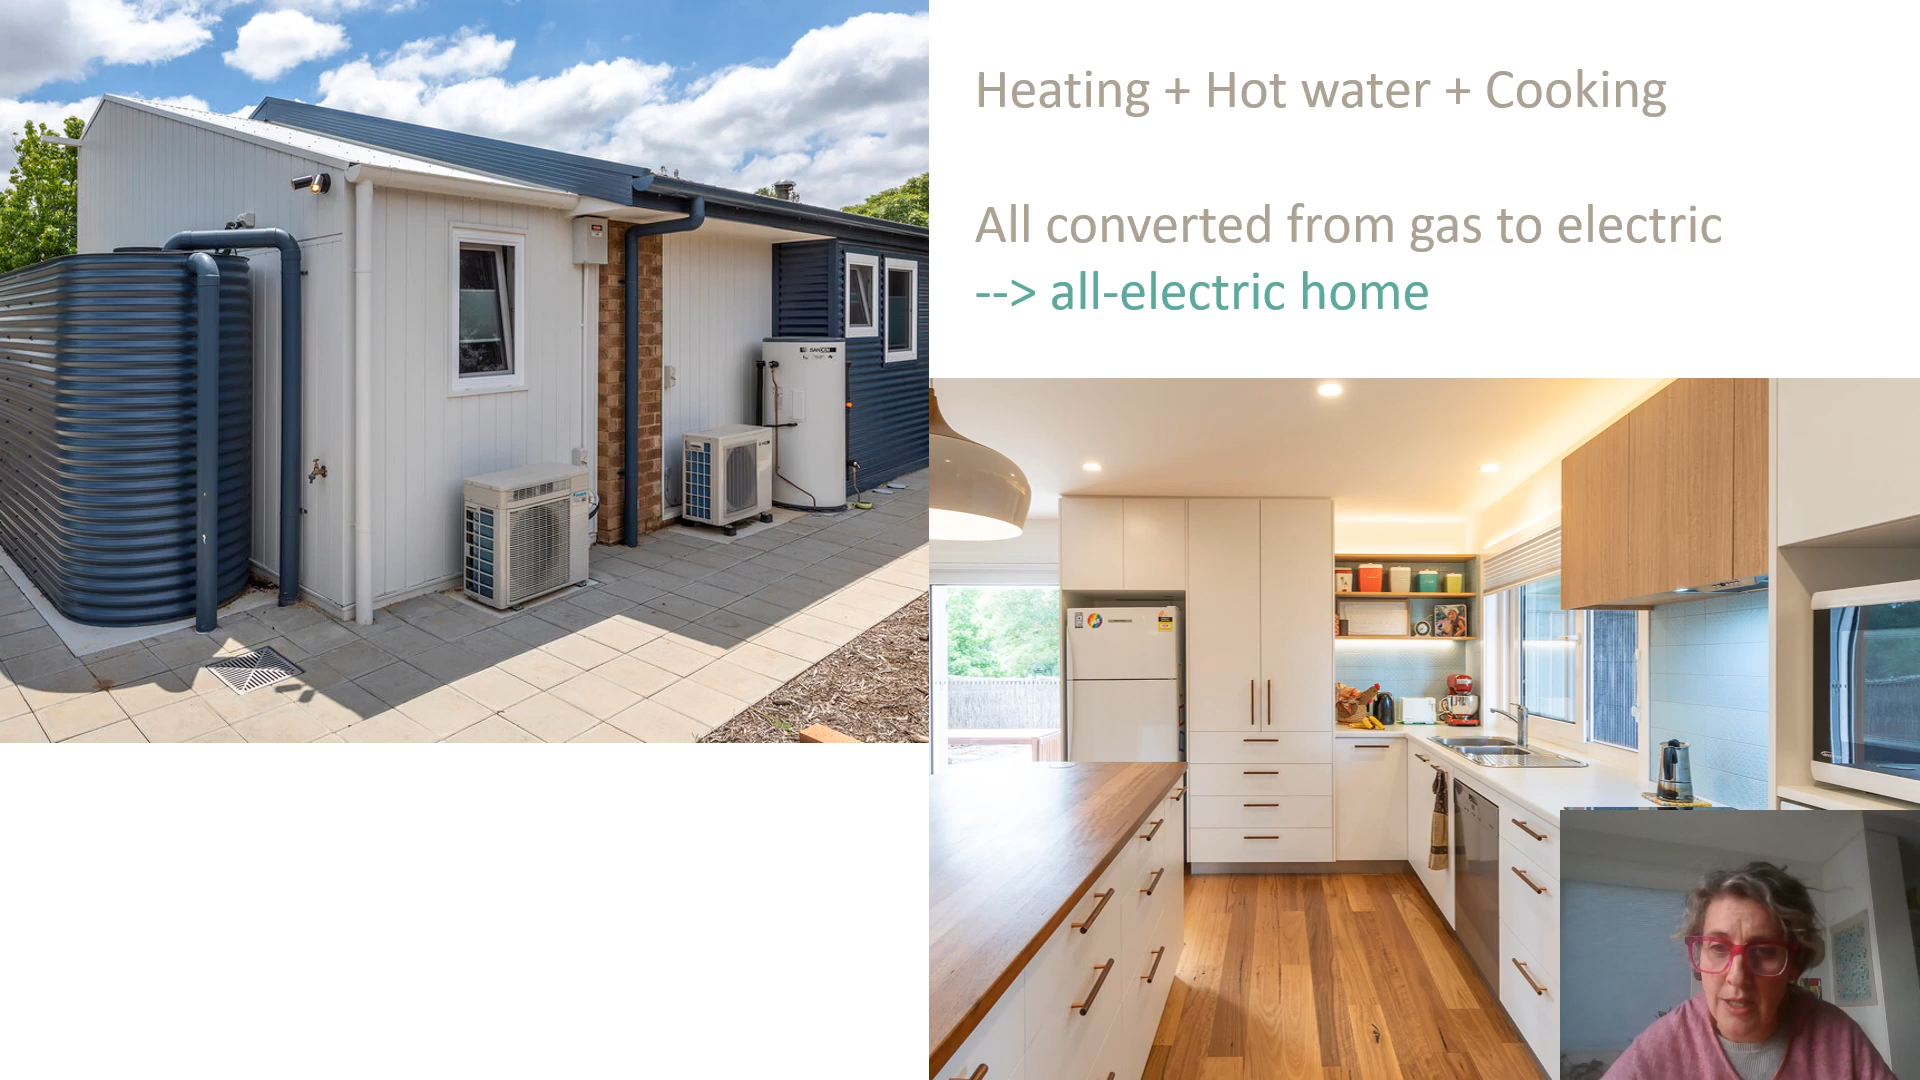 Heating + Hot water + Cooking
All converted from gas to electric
--> all-electric home